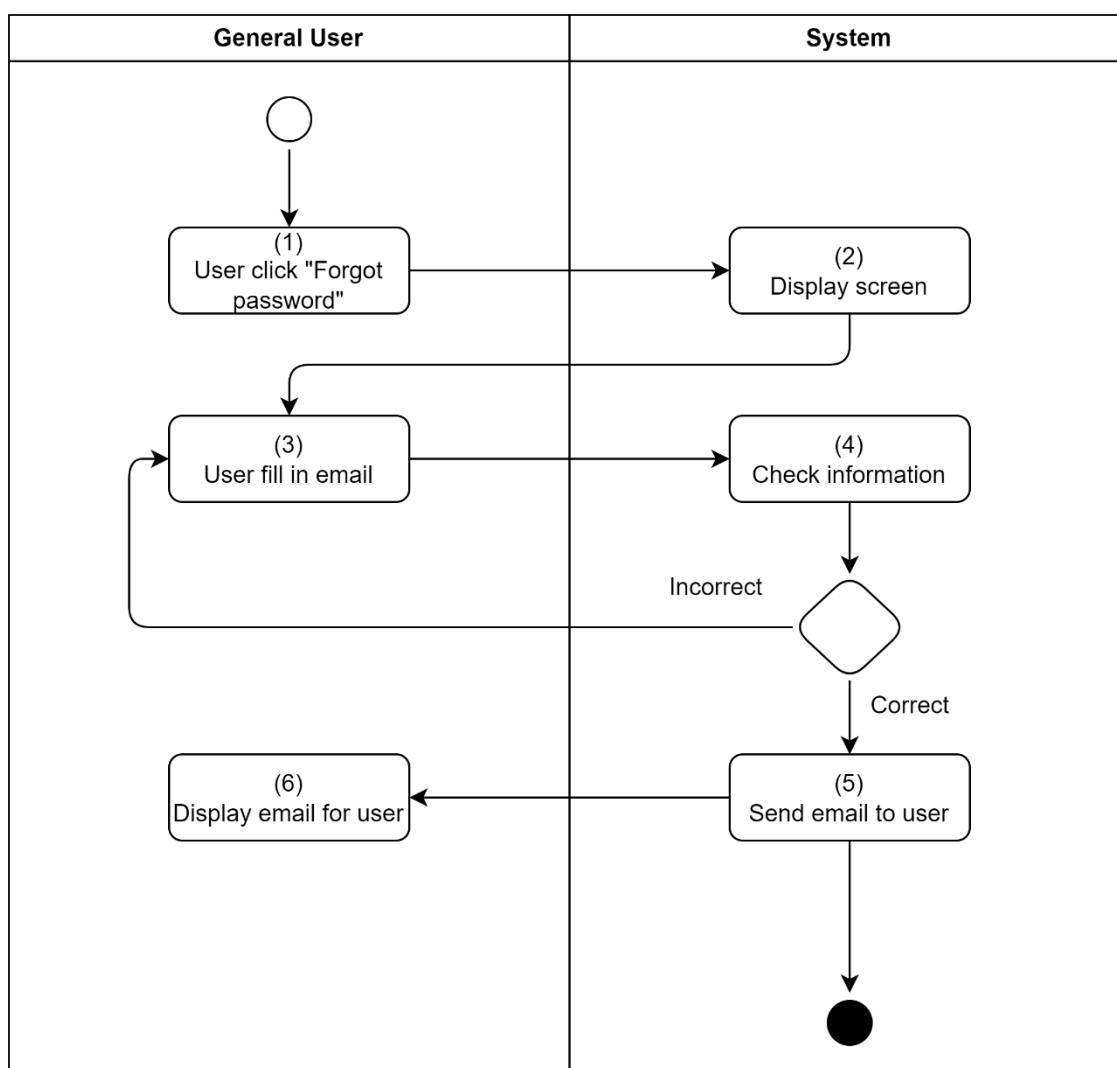 General User
System
(1)
User click "Forgot
password"
(2)
Display screen
(3)
User fill in email
(4)
Check information
Incorrect
Correct
(6)
Display email for user
(5)
Send email to user